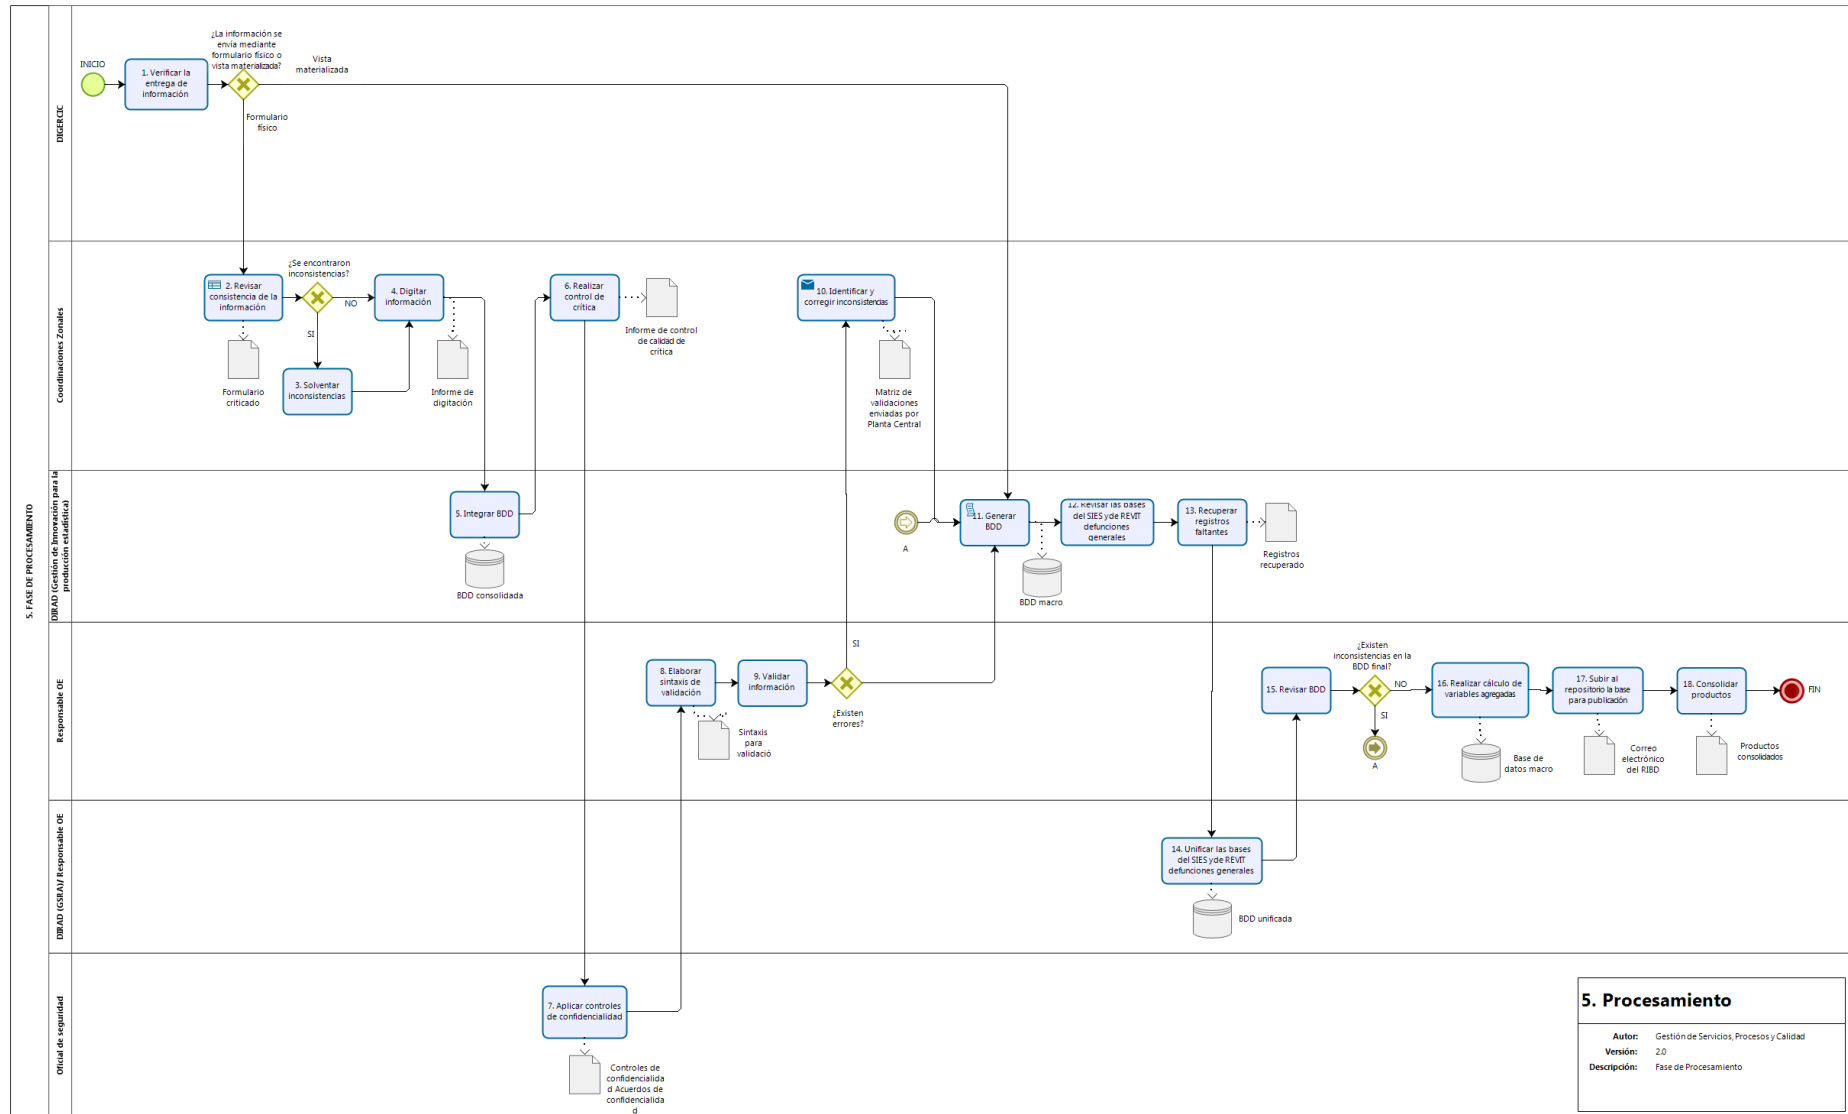 5. FASE DE PROCESAMIENTO
DIGERCIC
INICIO
1. Verificar la
entrega de
información
¿La información se
envía mediante
formulario físico o
vista materializada?
Vista
materializada
Formulario
físico
Coordinaciones Zonales
2. Revisar
consistencia de la
información
Formulario
criticado
¿Se encontraron
inconsistencias?
NO
SI
3. Solventar
inconsistencias
4. Digitar
información
Informe de
digitación
6. Realizar
control de
crítica
Informe de control
de calidad de
crítica
10. Identificar y
corregir inconsistencias
Matriz de
validaciones
enviadas por
Planta Central
DIRAD (Gestión de Innovación para la
producción estadística)
5. Integrar BDD
BDD consolidada
A
11. Generar
BDD
BDD macro
12. Revisar las bases
del SIES y de REVIT
defunciones
generales
13. Recuperar
registros
faltantes
Registros
recuperado
Responsable OE
8. Elaborar
sintaxis de
validación
Sintaxis
para
validació
9. Validar
información
¿Existen
errores?
SI
15. Revisar BDD
¿Existen
inconsistencias en la
BDD final?
NO
SI
A
16. Realizar cálculo de
variables agregadas
Base de
datos macro
17. Subir al
repositorio la base
para publicación
Correo
electrónico
del RIBD
18. Consolidar
productos
Productos
consolidados
FIN
DIRAD (GSRA)/ Responsable OE
14. Unificar las bases
del SIES y de REVIT
defunciones generales
BDD unificada
Oficial de seguridad
7. Aplicar controles
de confidencialidad
Controles de
confidencialida
d Acuerdos de
confidencialida
d
5. Procesamiento
Autor: Gestión de Servicios, Procesos y Calidad
Versión: 2.0
Descripción: Fase de Procesamiento